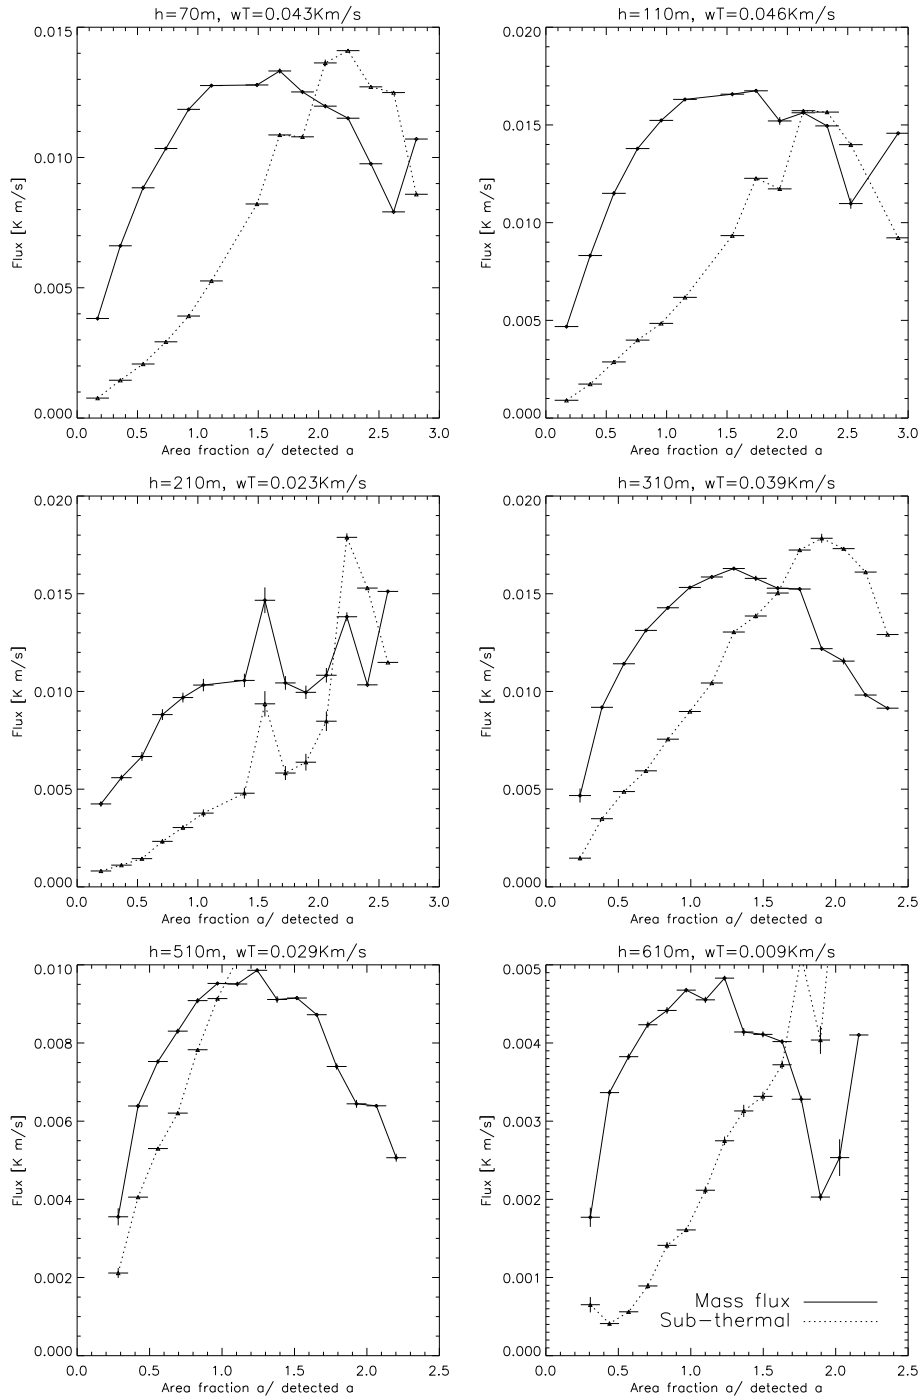 h=70m, wT=0.043Km/s
0.015
0.010
0.005
0.000
Flux [K m/s]
0.0 0.5 1.0 1.5 2.0 2.5 3.0
Area fraction a/ detected a
h=110m, wT=0.046Km/s
0.020
0.015
0.010
0.005
0.000
Flux [K m/s]
0.0 0.5 1.0 1.5 2.0 2.5 3.0
Area fraction a/ detected a
h=210m, wT=0.023Km/s
0.020
0.015
0.010
0.005
0.000
Flux [K m/s]
0.0 0.5 1.0 1.5 2.0 2.5 3.0
Area fraction a/ detected a
h=310m, wT=0.039Km/s
0.020
0.015
0.010
0.005
0.000
Flux [K m/s]
0.0 0.5 1.0 1.5 2.0 2.5
Area fraction a/ detected a
h=510m, wT=0.029Km/s
0.010
0.008
0.006
0.004
0.002
0.000
Flux [K m/s]
0.0 0.5 1.0 1.5 2.0 2.5
Area fraction a/ detected a
h=610m, wT=0.009Km/s
0.005
0.004
0.003
0.002
0.001
0.000
Flux [K m/s]
Mass flux
Sub-thermal
0.0 0.5 1.0 1.5 2.0 2.5
Area fraction a/ detected a